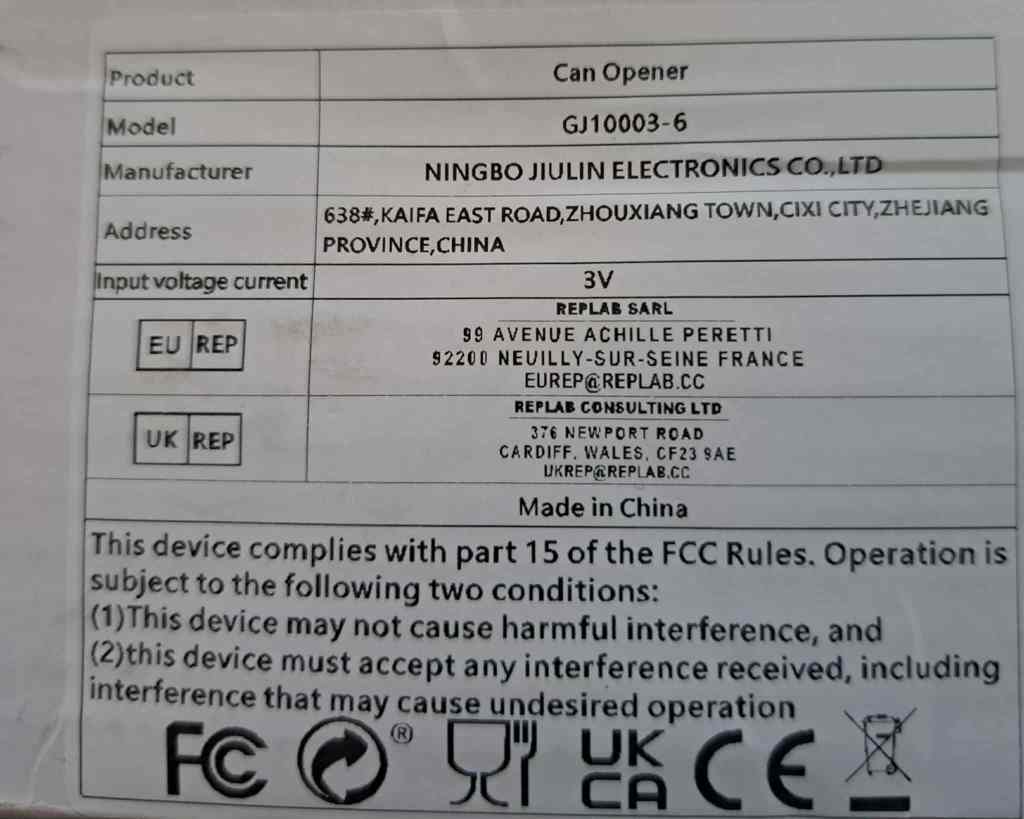 Product Can Opener
Model GJ10003-6
Manufacturer NINGBO JIULIN ELECTRONICS CO.,LTD
Address 638#,KAIFA EAST ROAD,ZHOUXIANG TOWN,CIXI CITY,ZHEJIANG
PROVINCE,CHINA
Input voltage current 3V
EU REP
REPLAB SARL
99 AVENUE ACHILLE PERETTI
92200 NEUILLY-SUR-SEINE FRANCE
EUREP@REPLAB.CC
UK REP
REPLAB CONSULTING LTD
376 NEWPORT ROAD
CARDIFF, WALES, CF23 9AE
UKREP@REPLAB.CC
Made in China
This device complies with part 15 of the FCC Rules. Operation is
subject to the following two conditions:
(1)This device may not cause harmful interference, and
(2)this device must accept any interference received, including
interference that may cause undesired operation
FC ® UK CA CE